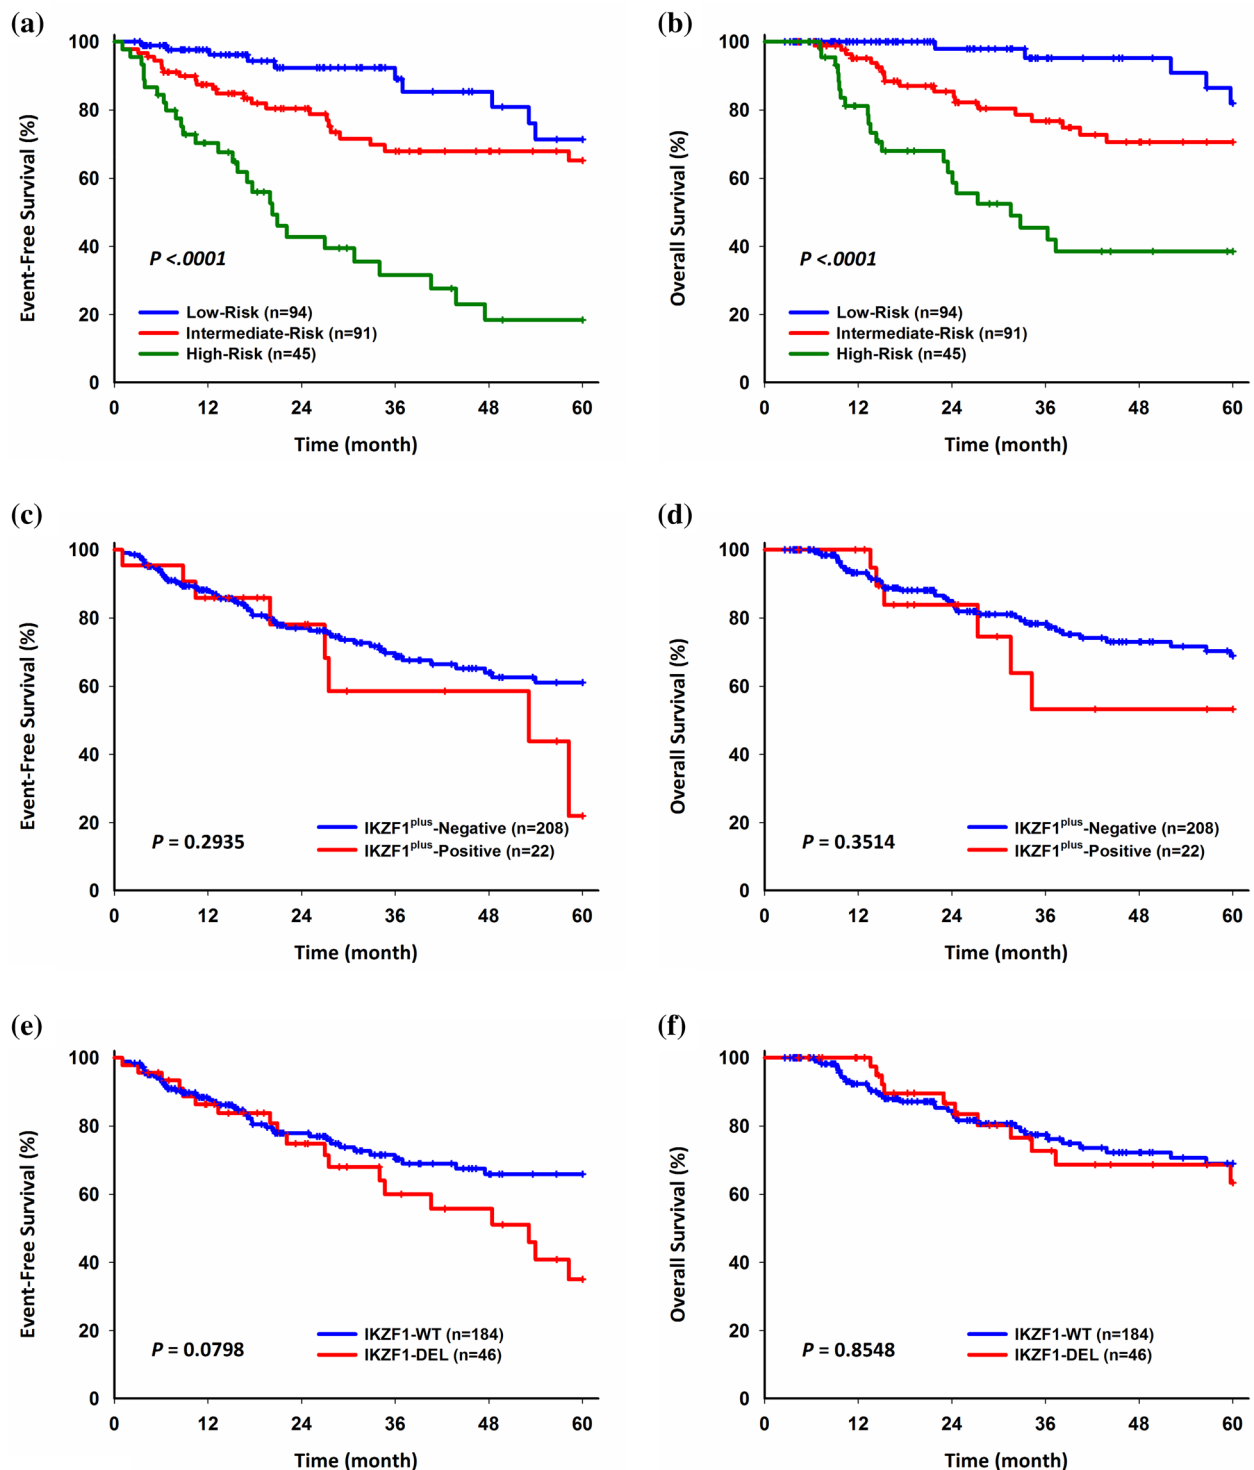 (a)
100
80
60
40
20
0
Event-Free Survival (%)
P <.0001
Low-Risk (n=94)
Intermediate-Risk (n=91)
High-Risk (n=45)
0 12 24 36 48 60
Time (month)
(b)
100
80
60
40
20
0
Overall Survival (%)
P <.0001
Low-Risk (n=94)
Intermediate-Risk (n=91)
High-Risk (n=45)
0 12 24 36 48 60
Time (month)
(c)
100
80
60
40
20
0
Event-Free Survival (%)
P = 0.2935
IKZF1plus-Negative (n=208)
IKZF1plus-Positive (n=22)
0 12 24 36 48 60
Time (month)
(d)
100
80
60
40
20
0
Overall Survival (%)
P = 0.3514
IKZF1plus-Negative (n=208)
IKZF1plus-Positive (n=22)
0 12 24 36 48 60
Time (month)
(e)
100
80
60
40
20
0
Event-Free Survival (%)
P = 0.0798
IKZF1-WT (n=184)
IKZF1-DEL (n=46)
0 12 24 36 48 60
Time (month)
(f)
100
80
60
40
20
0
Overall Survival (%)
P = 0.8548
IKZF1-WT (n=184)
IKZF1-DEL (n=46)
0 12 24 36 48 60
Time (month)